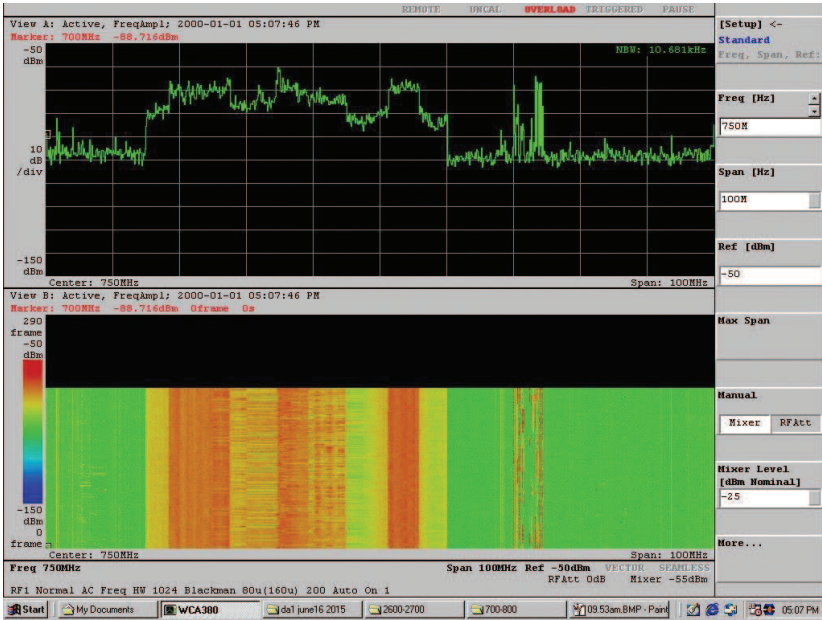 REMOTE UNCAL OVERLOAD TRIGGERED PAUSE
View A: Active, FreqAmpl; 2000-01-01 05:07:46 PM
Marker: 700MHz -88.716dBm
-50
dBm
NBW: 10.681kHz
10
dB
/div
-150
dBm
Center: 750MHz
Span: 100MHz
View B: Active, FreqAmpl; 2000-01-01 05:07:46 PM
Marker: 700MHz -88.716dBm 0frame 0s
290
frame
-50
dBm
-150
dBm
0
frame
Center: 750MHz
Span: 100MHz
Freq 750MHz
Span 100MHz Ref -50dBm VECTOR SEAMLESS
RFAtt 0dB Mixer -55dBm
RF1 Normal AC Freq HW 1024 Blackman 80u(160u) 200 Auto On 1
[Setup] <-
Standard
Freq, Span, Ref:
Freq [Hz]
750M
Span [Hz]
100M
Ref [dBm]
-50
Max Span
Manual
Mixer RFAtt
Mixer Level
[dBm Nominal]
-25
More...
Start My Documents WCA380 da1 june16 2015 2600-2700 700-800 09.53am.BMP - Paint 05:07 PM